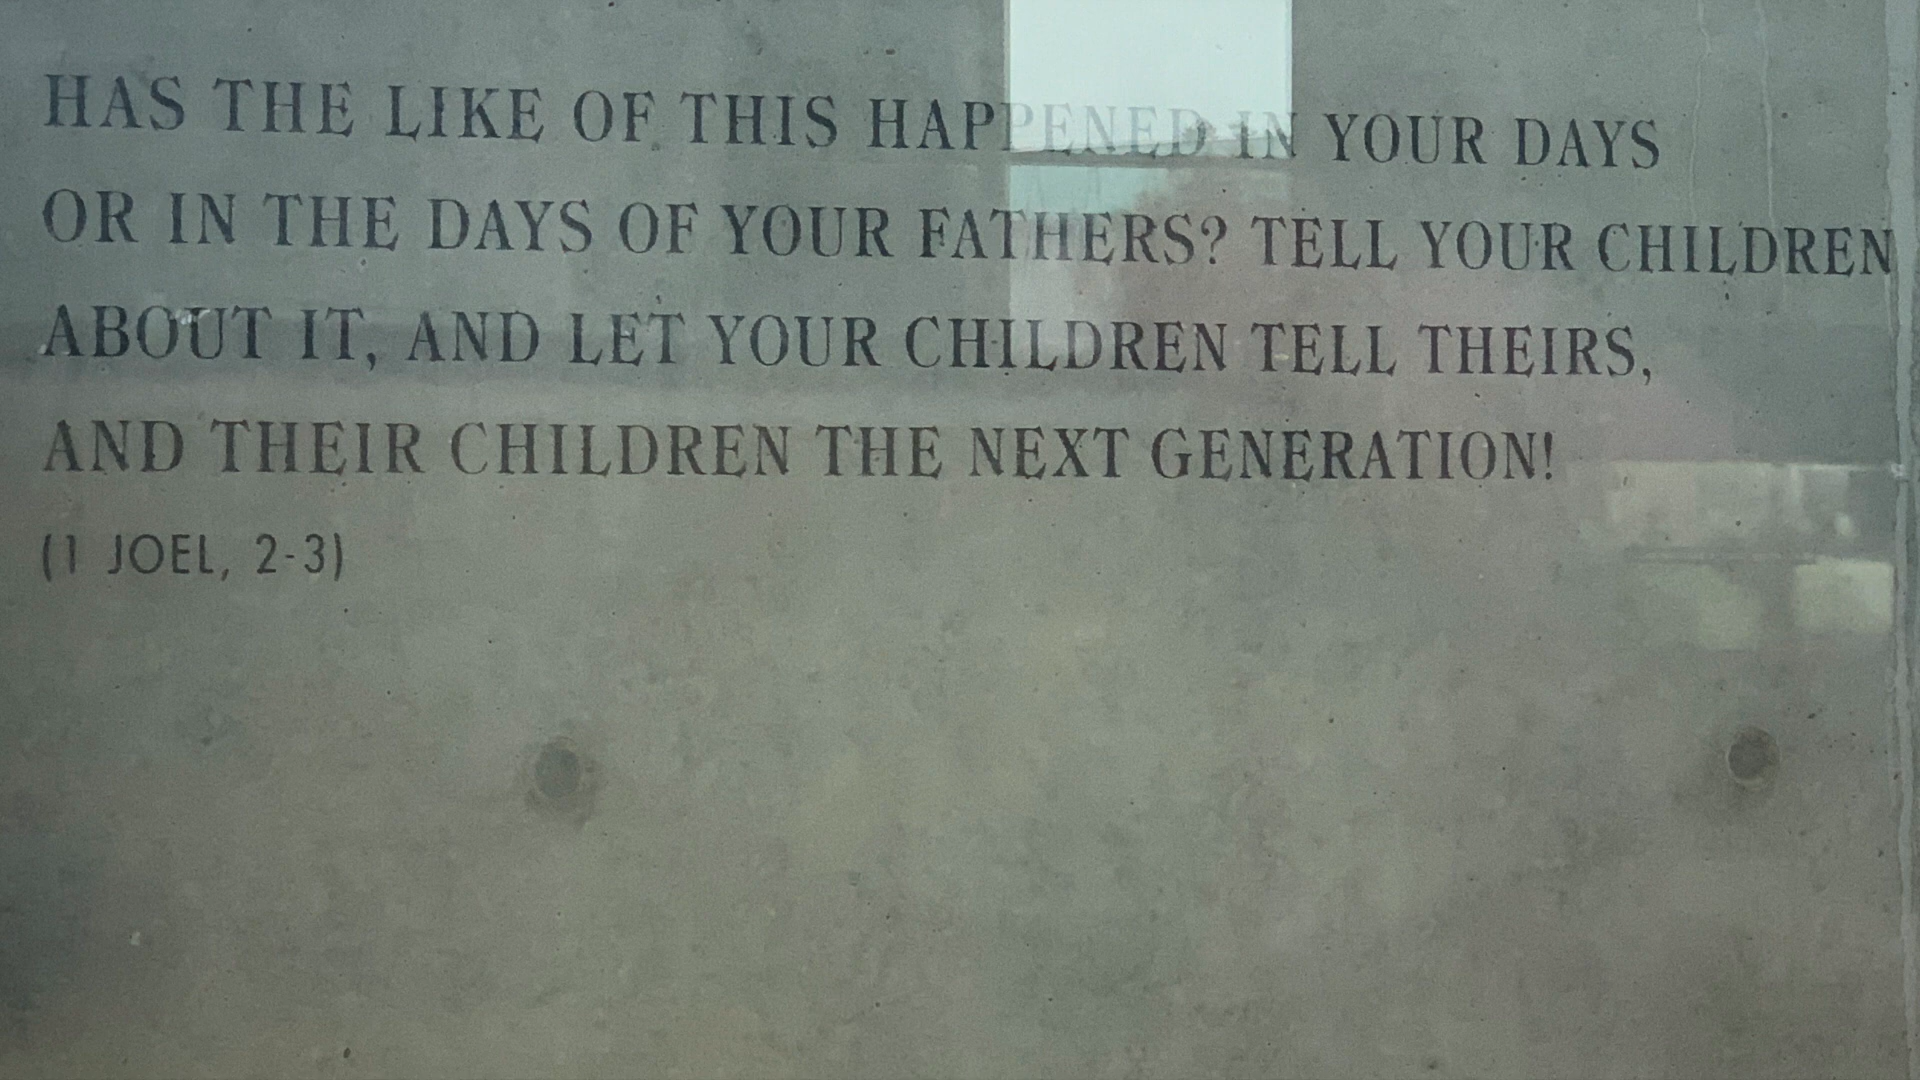 HAS THE LIKE OF THIS HAPPENED IN YOUR DAYS
OR IN THE DAYS OF YOUR FATHERS? TELL YOUR CHILDREN
ABOUT IT, AND LET YOUR CHILDREN TELL THEIRS,
AND THEIR CHILDREN THE NEXT GENERATION!
(1 JOEL, 2-3)